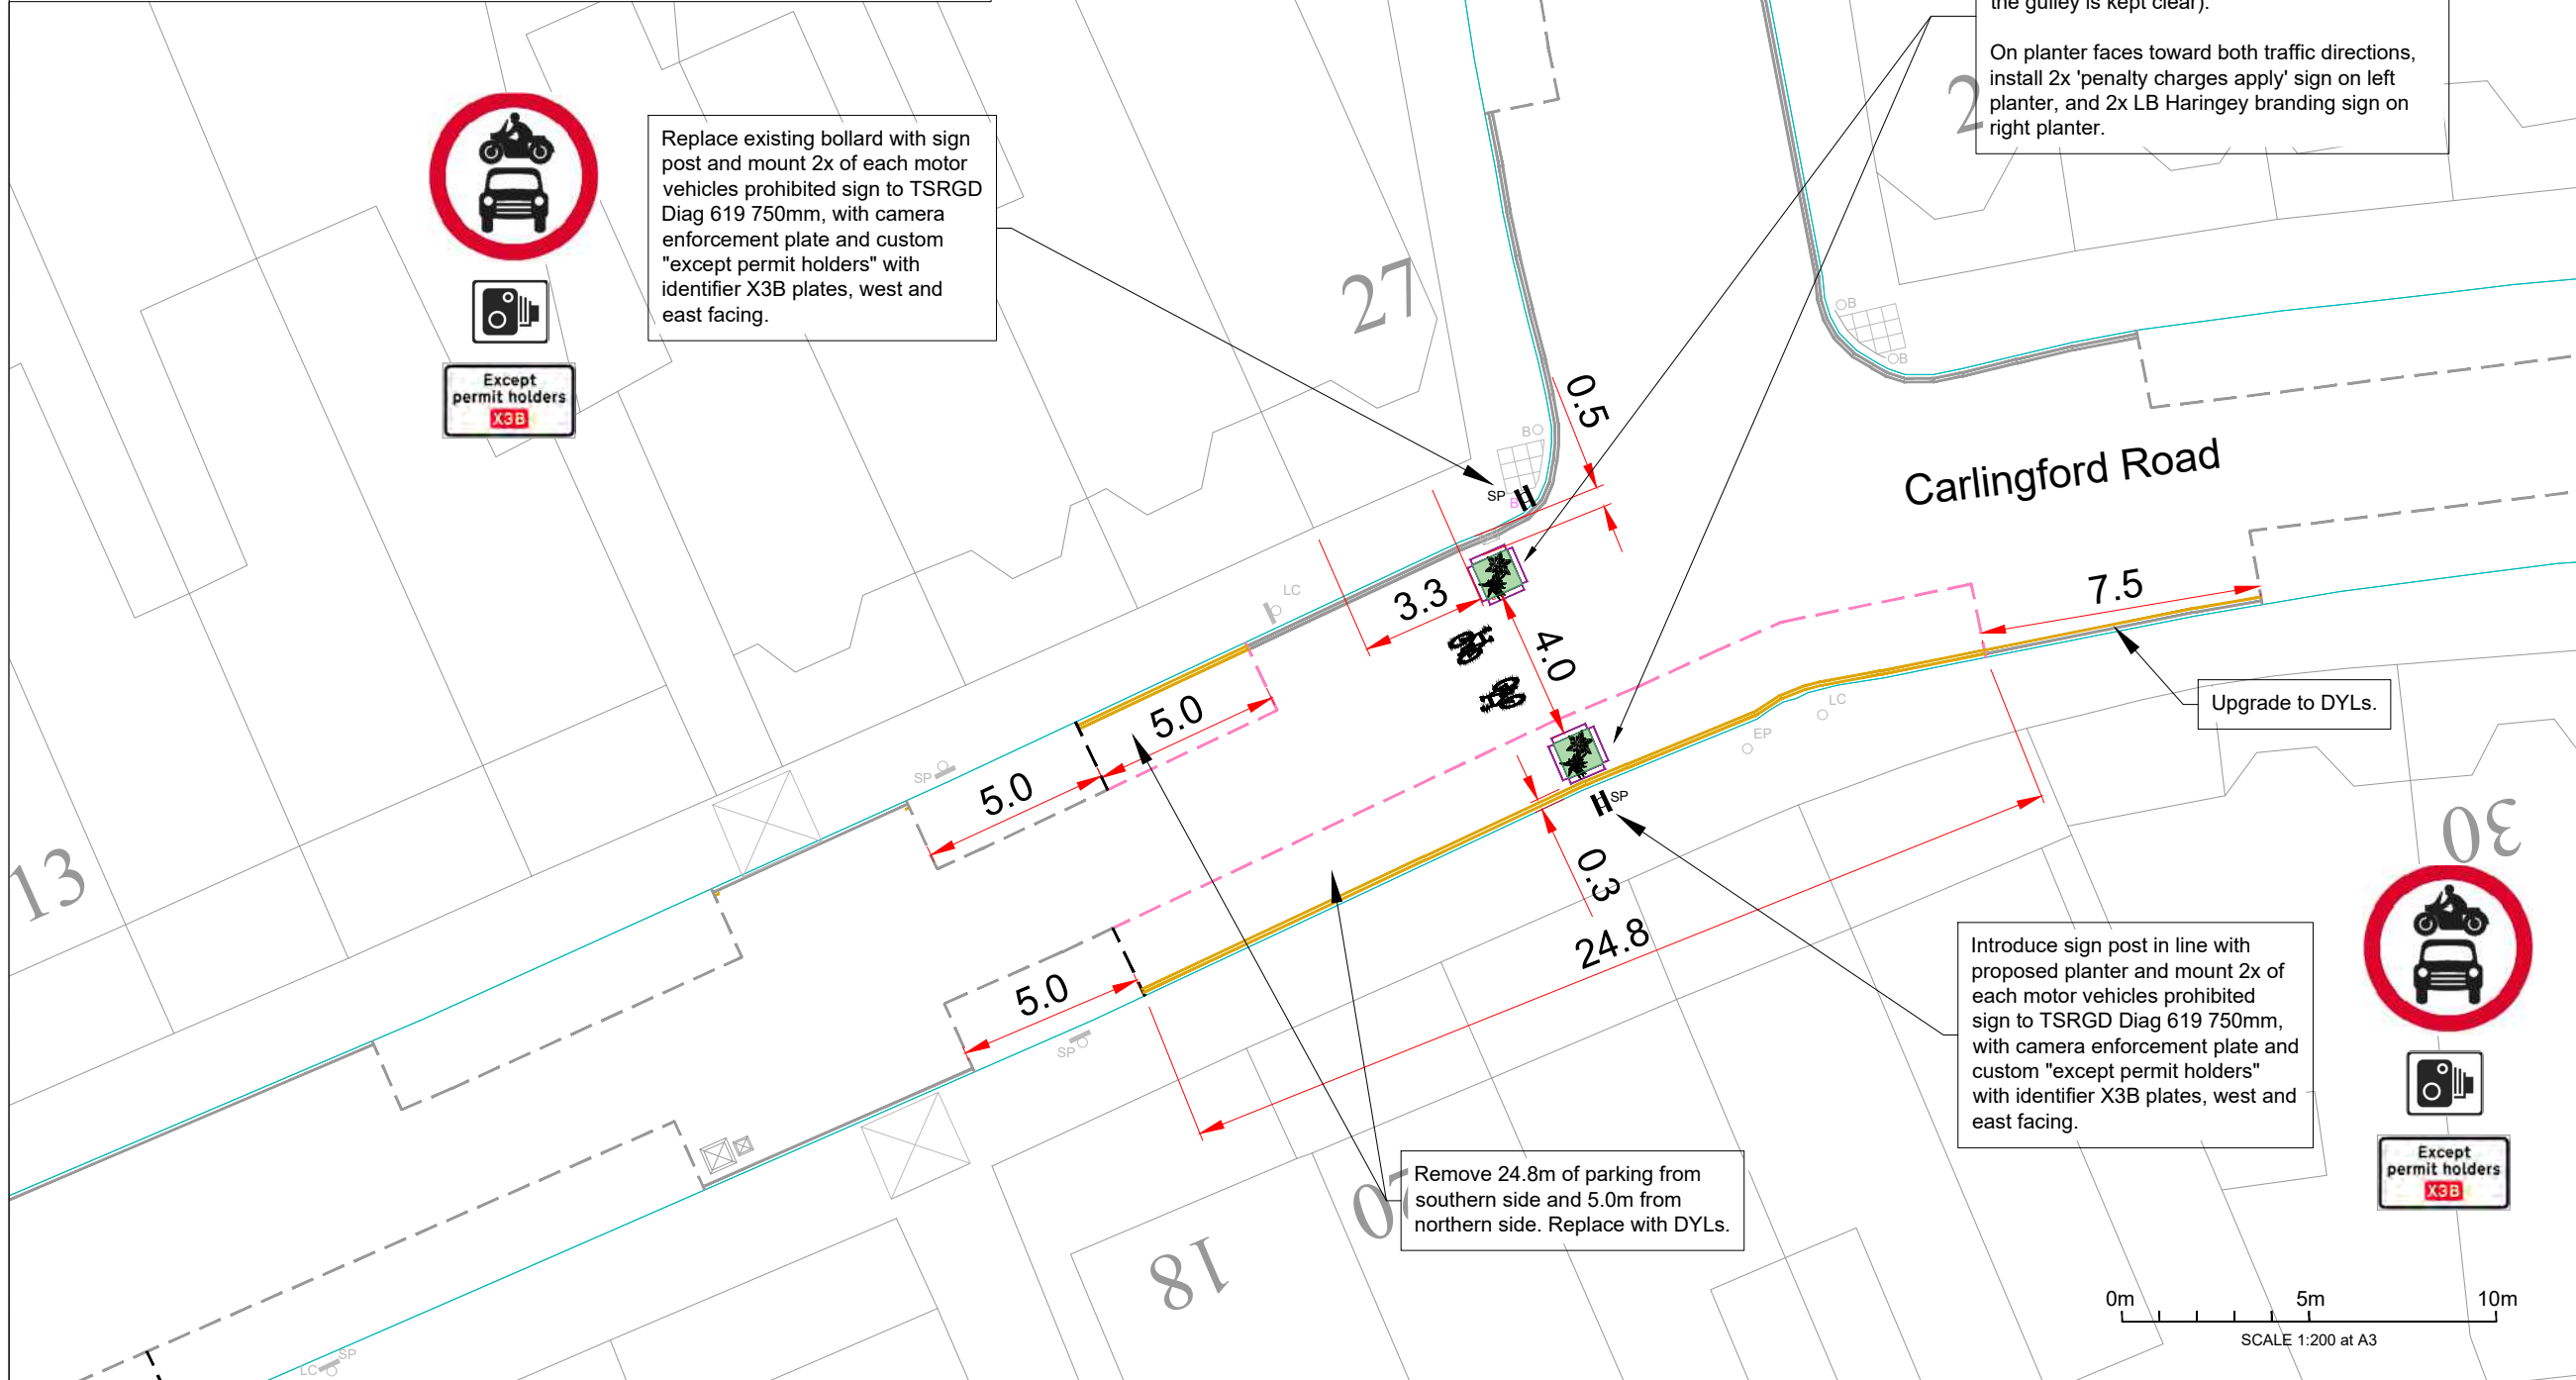 the gulley is kept clear).
On planter faces toward both traffic directions,
install 2x 'penalty charges apply' sign on left
planter, and 2x LB Haringey branding sign on
right planter.
Replace existing bollard with sign
post and mount 2x of each motor
vehicles prohibited sign to TSRGD
Diag 619 750mm, with camera
enforcement plate and custom
"except permit holders" with
identifier X3B plates, west and
east facing.
Except
permit holders
X3B
27
2
B
B
B
0.5
SP
B
Carlingford Road
LC
3.3
4.0
7.5
Upgrade to DYLs.
LC
EP
5.0
SP
5.0
SP
0.3
24.8
13
30
5.0
SP
Introduce sign post in line with
proposed planter and mount 2x of
each motor vehicles prohibited
sign to TSRGD Diag 619 750mm,
with camera enforcement plate and
custom "except permit holders"
with identifier X3B plates, west and
east facing.
Except
permit holders
X3B
Remove 24.8m of parking from
southern side and 5.0m from
northern side. Replace with DYLs.
20
18
LC
SP
0m 5m 10m
SCALE 1:200 at A3